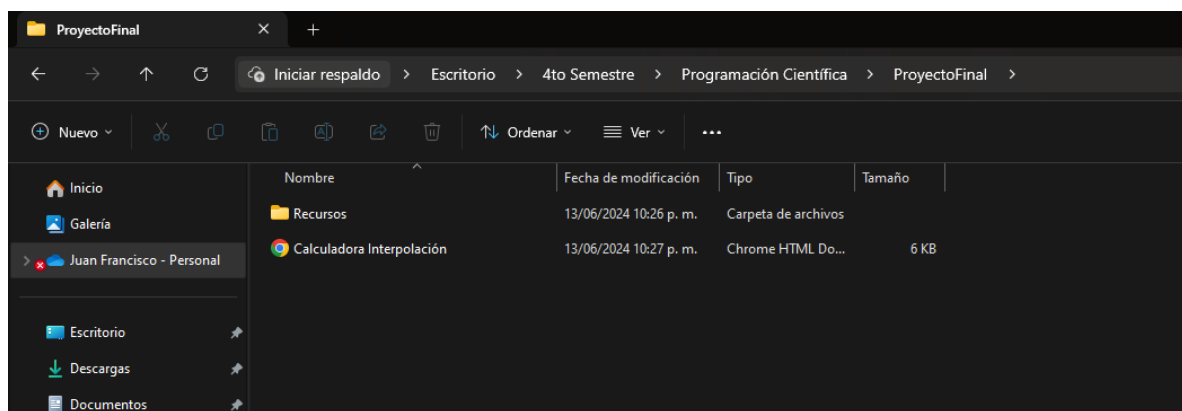 ProyectoFinal
Iniciar respaldo > Escritorio > 4to Semestre > Programación Científica > ProyectoFinal >
Nuevo Ordenar Ver ...
Nombre Fecha de modificación Tipo Tamaño
Inicio
Recursos 13/06/2024 10:26 p. m. Carpeta de archivos
Galería
Calculadora Interpolación 13/06/2024 10:27 p. m. Chrome HTML Do... 6 KB
Juan Francisco - Personal
Escritorio
Descargas
Documentos